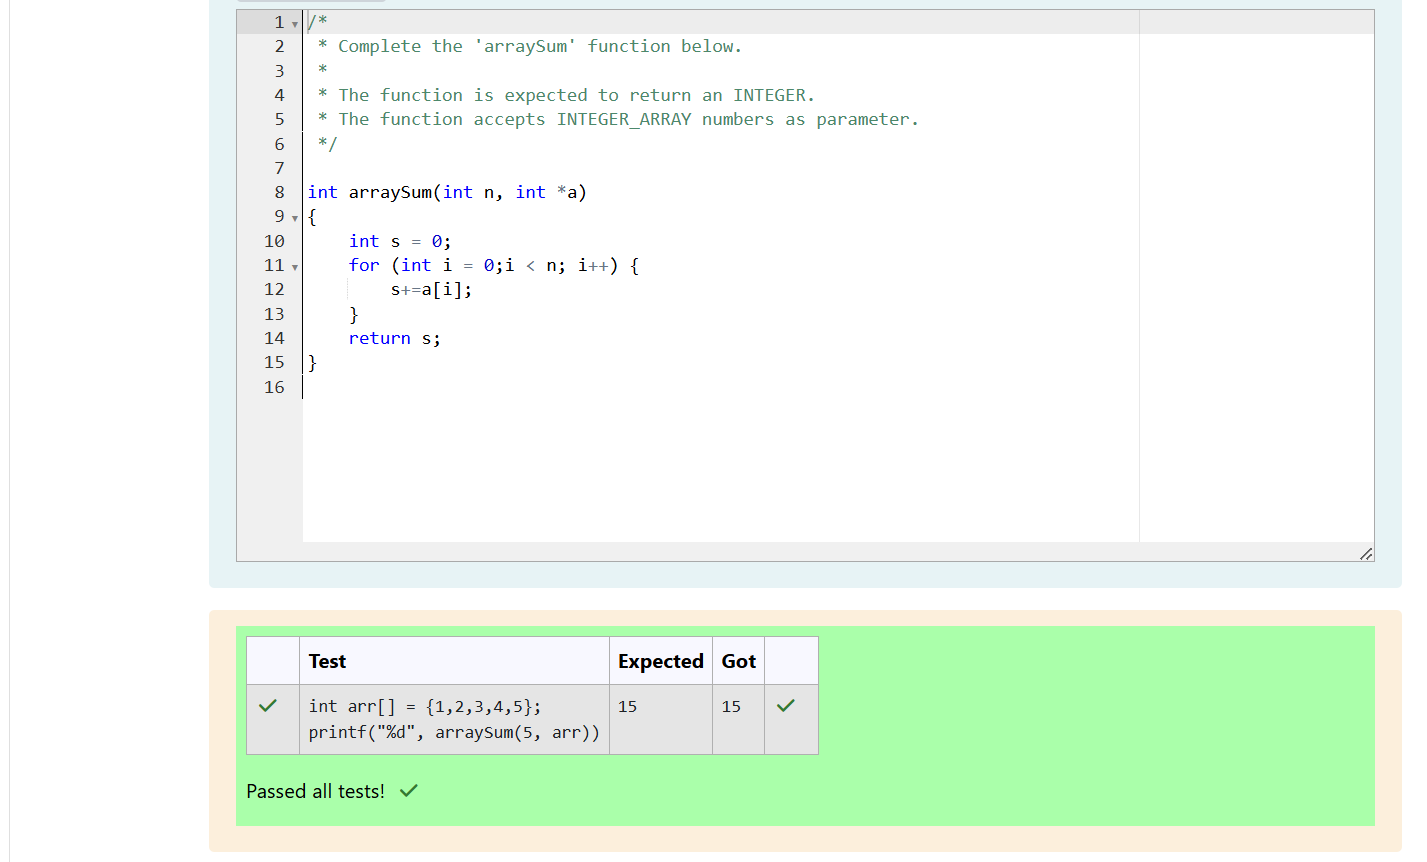 1 /*
2  * Complete the 'arraySum' function below.
3  *
4  * The function is expected to return an INTEGER.
5  * The function accepts INTEGER_ARRAY numbers as parameter.
6  */
7
8 int arraySum(int n, int *a)
9 {
10     int s = 0;
11     for (int i = 0;i < n; i++) {
12         s+=a[i];
13     }
14     return s;
15 }
16
Test Expected Got
int arr[] = {1,2,3,4,5}; 15 15
printf("%d", arraySum(5, arr))
Passed all tests!